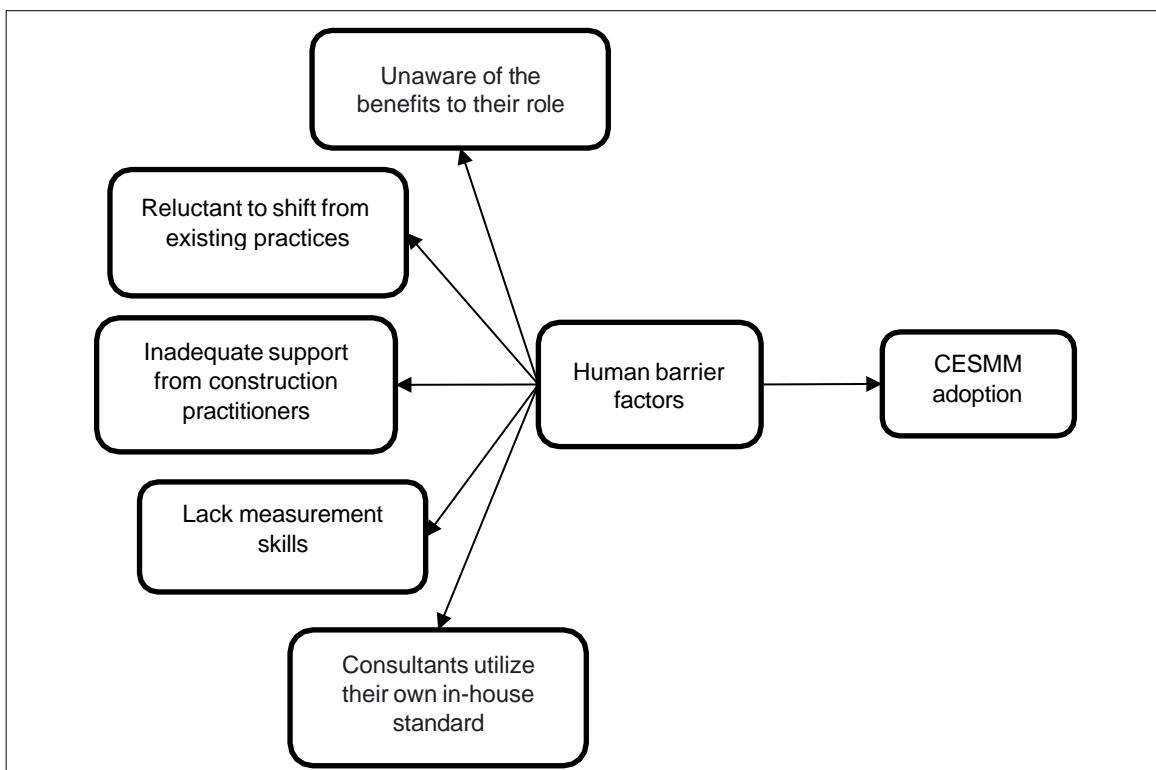 Unaware of the
benefits to their role
Reluctant to shift from
existing practices
Inadequate support
from construction
practitioners
Lack measurement
skills
Consultants utilize
their own in-house
standard
Human barrier
factors
CESMM
adoption